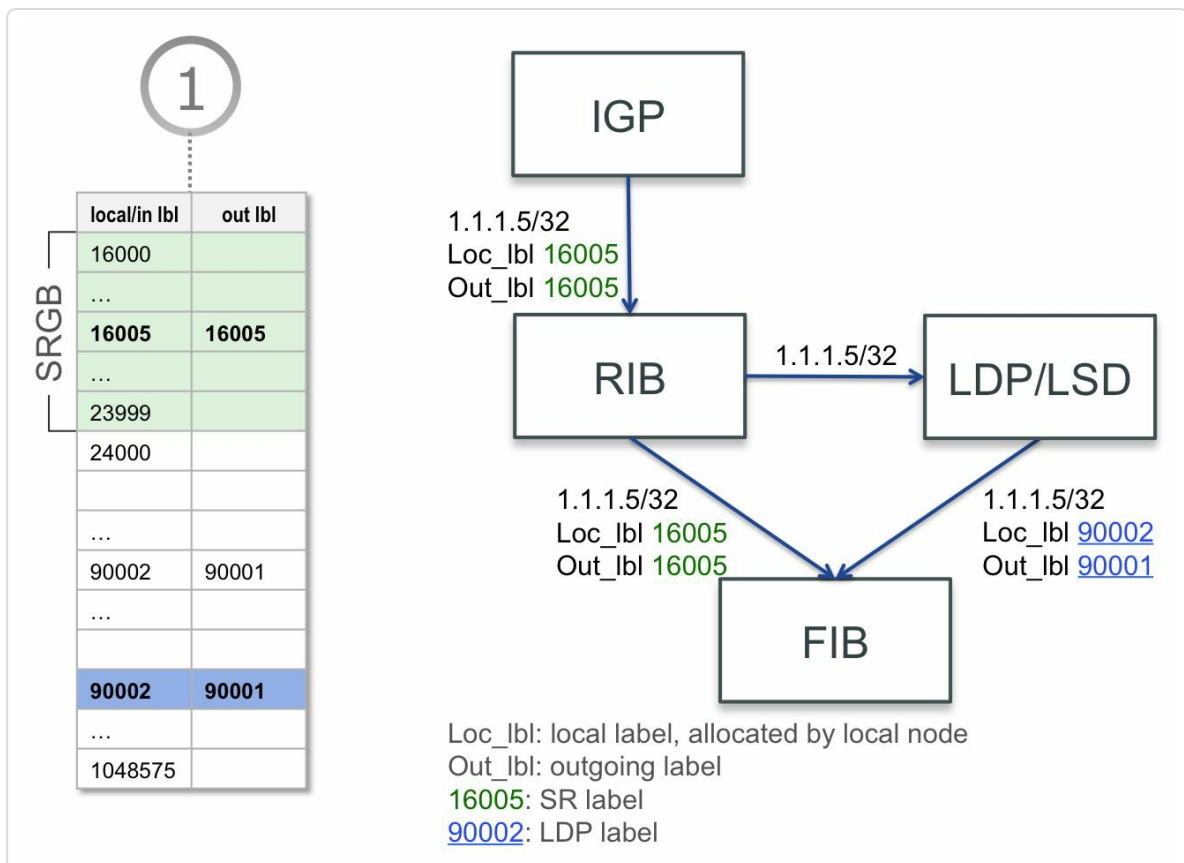 1
local/in lbl out lbl
SRGB
16000
...
16005 16005
...
23999
24000
...
90002 90001
...
90002 90001
...
1048575
IGP
1.1.1.5/32
Loc_lbl 16005
Out_lbl 16005
RIB
1.1.1.5/32
LDP/LSD
1.1.1.5/32
Loc_lbl 16005
Out_lbl 16005
1.1.1.5/32
Loc_lbl 90002
Out_lbl 90001
FIB
Loc_lbl: local label, allocated by local node
Out_lbl: outgoing label
16005: SR label
90002: LDP label